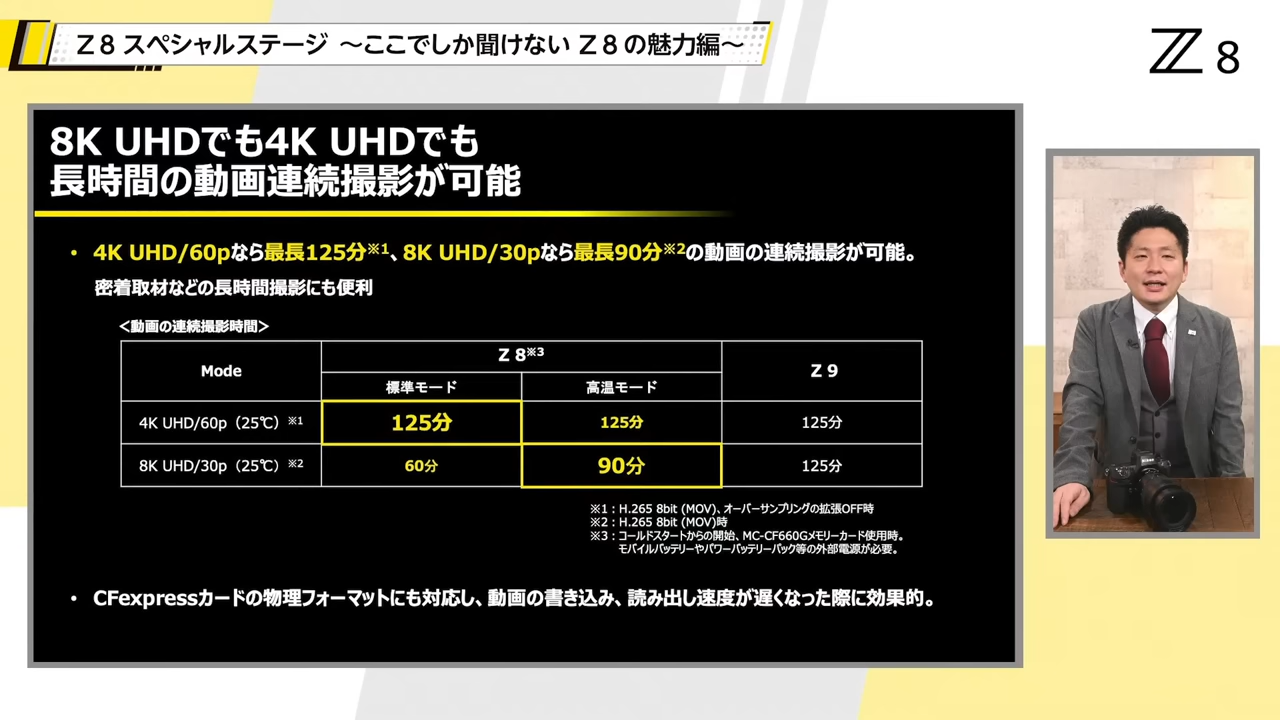 Z 8 スペシャルステージ ～ここでしか聞けない Z 8 の魅力編～
Z 8
8K UHDでも4K UHDでも
長時間の動画連続撮影が可能
• 4K UHD/60pなら最長125分※1、8K UHD/30pなら最長90分※2の動画の連続撮影が可能。
密着取材などの長時間撮影にも便利
＜動画の連続撮影時間＞
Mode
Z 8※3
Z 9
標準モード
高温モード
4K UHD/60p（25℃）※1
125分
125分
125分
8K UHD/30p（25℃）※2
60分
90分
125分
※1：H.265 8bit (MOV)、オーバーサンプリングの拡張OFF時
※2：H.265 8bit (MOV)時
※3：コールドスタートからの開始、MC-CF660Gメモリーカード使用時。
モバイルバッテリーやパワーバッテリーパック等の外部電源が必要。
• CFexpressカードの物理フォーマットにも対応し、動画の書き込み、読み出し速度が遅くなった際に効果的。
Nikon